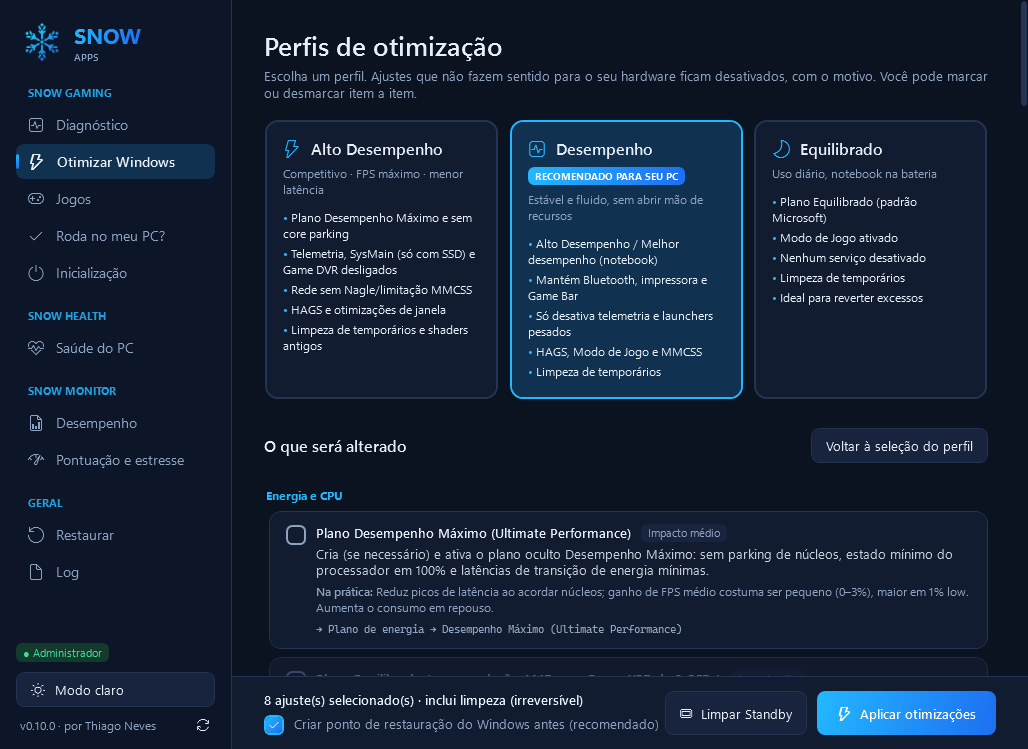 SNOW
APPS
SNOW GAMING
Diagnóstico
Otimizar Windows
Jogos
Roda no meu PC?
Inicialização
SNOW HEALTH
Saúde do PC
SNOW MONITOR
Desempenho
Pontuação e estresse
GERAL
Restaurar
Log
● Administrador
Modo claro
v0.10.0 · por Thiago Neves
Perfis de otimização
Escolha um perfil. Ajustes que não fazem sentido para o seu hardware ficam desativados, com o motivo. Você pode marcar
ou desmarcar item a item.
Alto Desempenho
Competitivo · FPS máximo · menor
latência
• Plano Desempenho Máximo e sem
core parking
• Telemetria, SysMain (só com SSD) e
Game DVR desligados
• Rede sem Nagle/limitação MMCSS
• HAGS e otimizações de janela
• Limpeza de temporários e shaders
antigos
Desempenho
RECOMENDADO PARA SEU PC
Estável e fluido, sem abrir mão de
recursos
• Alto Desempenho / Melhor
desempenho (notebook)
• Mantém Bluetooth, impressora e
Game Bar
• Só desativa telemetria e launchers
pesados
• HAGS, Modo de Jogo e MMCSS
• Limpeza de temporários
Equilibrado
Uso diário, notebook na bateria
• Plano Equilibrado (padrão
Microsoft)
• Modo de Jogo ativado
• Nenhum serviço desativado
• Limpeza de temporários
• Ideal para reverter excessos
O que será alterado
Voltar à seleção do perfil
Energia e CPU
Plano Desempenho Máximo (Ultimate Performance) Impacto médio
Cria (se necessário) e ativa o plano oculto Desempenho Máximo: sem parking de núcleos, estado mínimo do
processador em 100% e latências de transição de energia mínimas.
Na prática: Reduz picos de latência ao acordar núcleos; ganho de FPS médio costuma ser pequeno (0–3%), maior em 1% low.
Aumenta o consumo em repouso.
→ Plano de energia → Desempenho Máximo (Ultimate Performance)
8 ajuste(s) selecionado(s) · inclui limpeza (irreversível)
Criar ponto de restauração do Windows antes (recomendado)
Limpar Standby
Aplicar otimizações